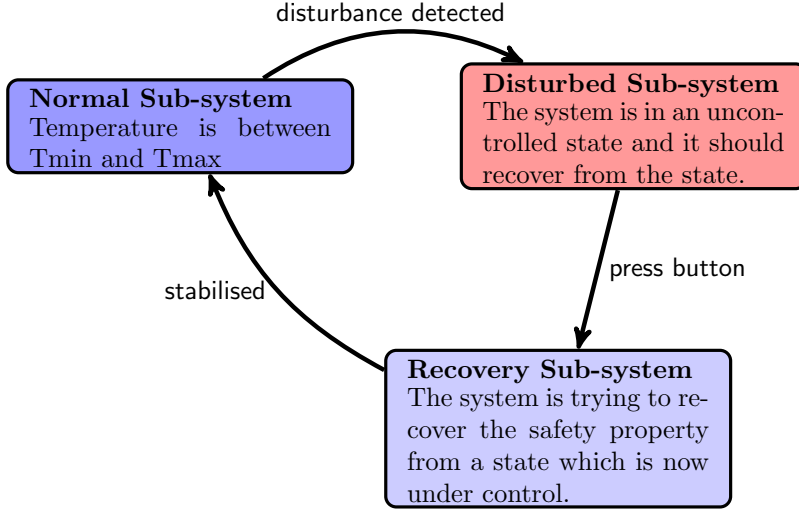 disturbance detected
Normal Sub-system
Temperature is between
Tmin and Tmax
Disturbed Sub-system
The system is in an uncon-
trolled state and it should
recover from the state.
press button
stabilised
Recovery Sub-system
The system is trying to re-
cover the safety property
from a state which is now
under control.